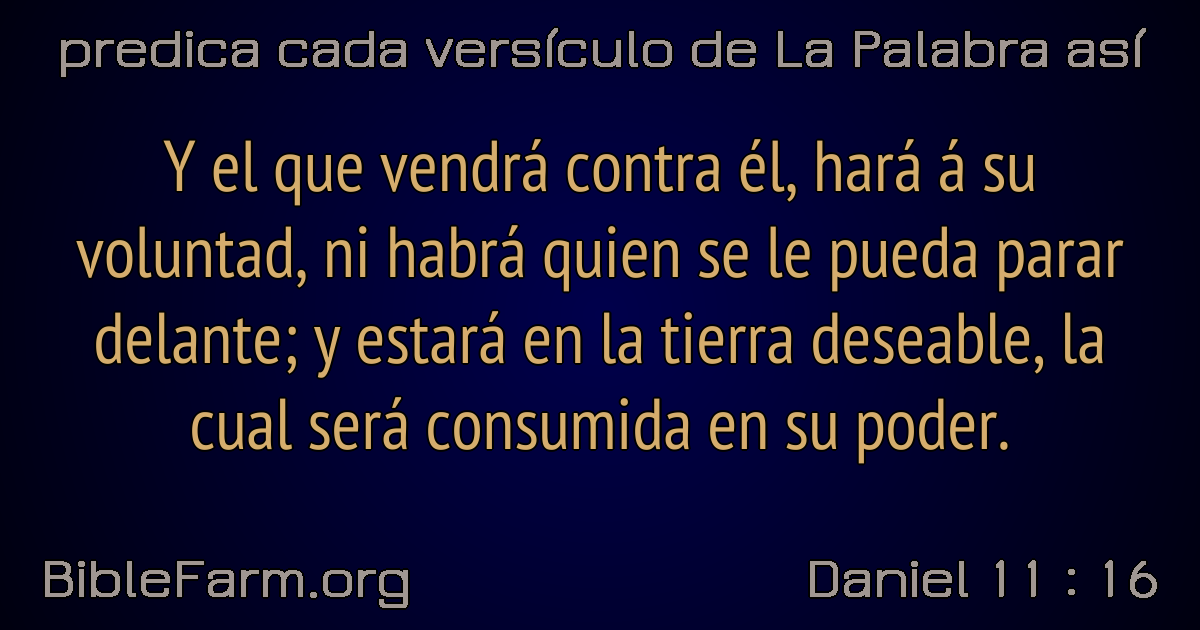 predica cada versículo de La Palabra así
Y el que vendrá contra él, hará á su
voluntad, ni habrá quien se le pueda parar
delante; y estará en la tierra deseable, la
cual será consumida en su poder.
BibleFarm.org
Daniel 11 : 16